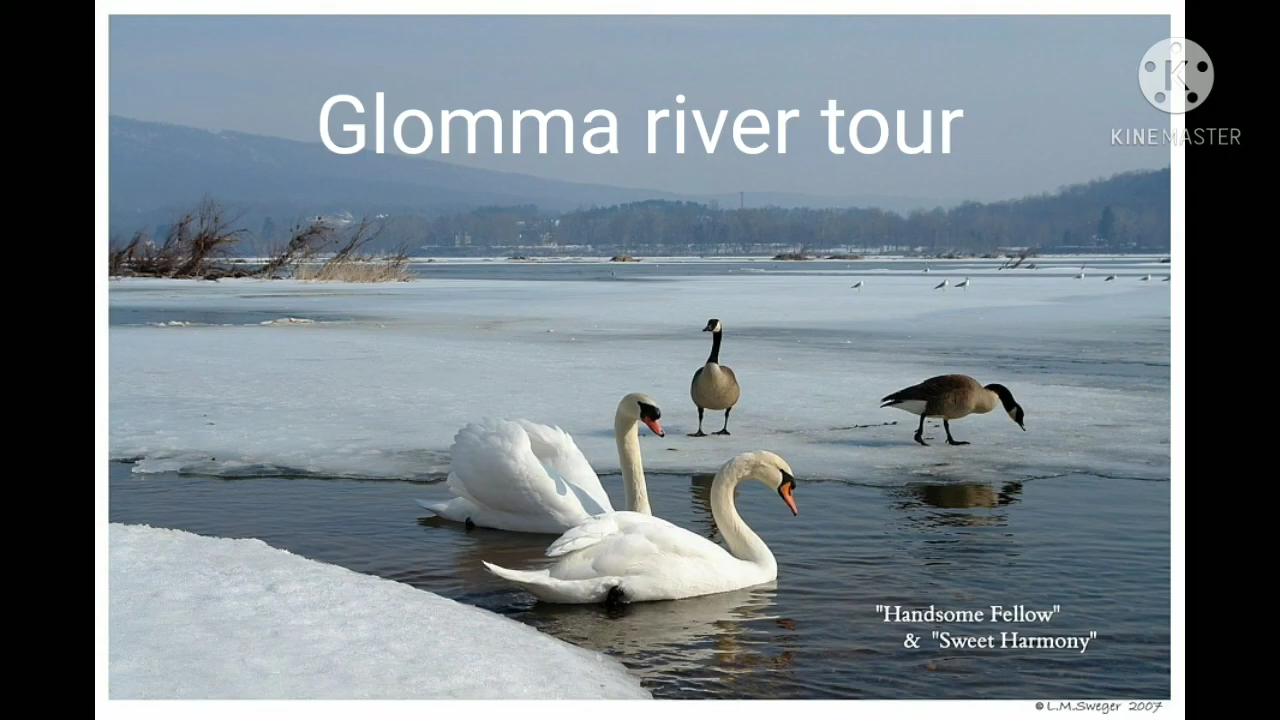 Glomma river tour
KINEMASTER
"Handsome Fellow"
& "Sweet Harmony"
© L.M.Sweger 2007